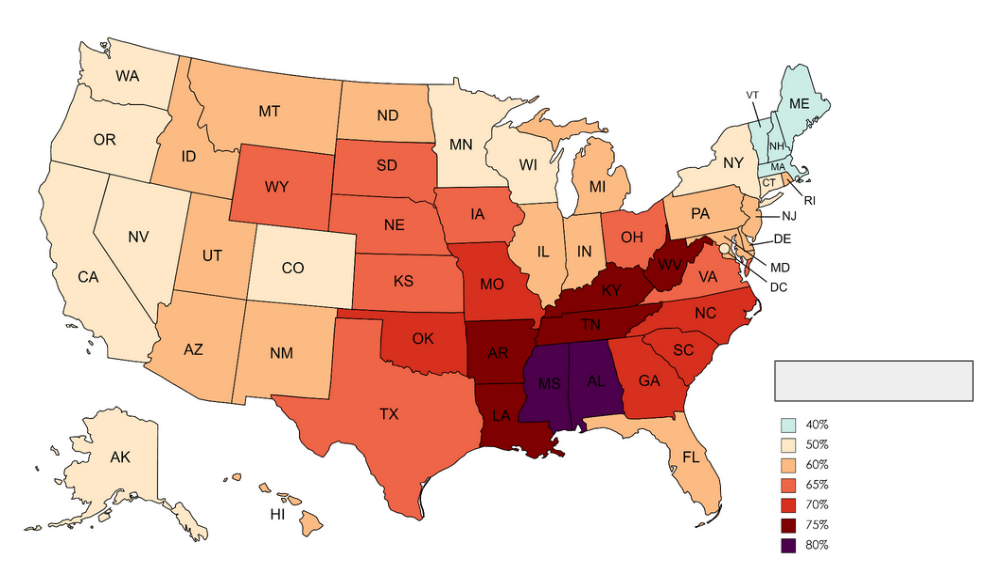 WA
OR
CA
NV
ID
MT
WY
UT
CO
AZ
NM
ND
SD
NE
KS
OK
TX
MN
IA
MO
AR
LA
WI
IL
IN
MI
OH
KY
TN
MS
AL
GA
FL
SC
NC
VA
WV
PA
NY
VT
NH
ME
MA
CT
RI
NJ
DE
MD
DC
AK
HI
40%
50%
60%
65%
70%
75%
80%